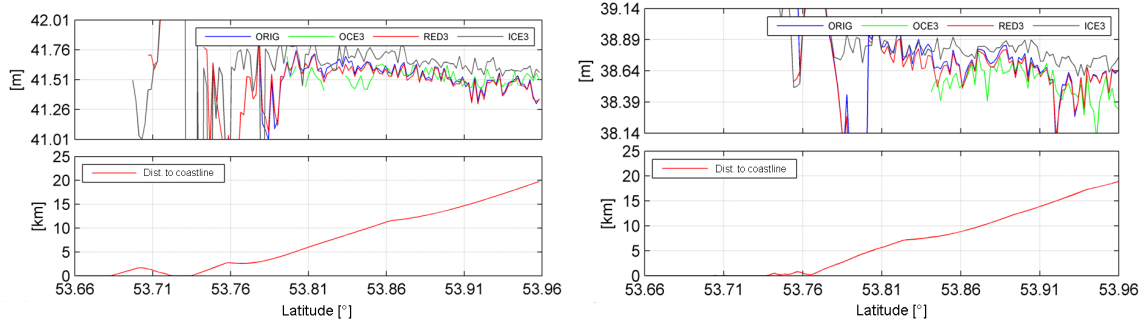 42.01
41.76
41.51
41.26
41.01
[m]
ORIG OCE3 RED3 ICE3
25
20
15
10
5
0
[km]
Dist. to coastline
53.66 53.71 53.76 53.81 53.86 53.91 53.96
Latitude [°]
39.14
38.89
38.64
38.39
38.14
[m]
ORIG OCE3 RED3 ICE3
25
20
15
10
5
0
[km]
Dist. to coastline
53.66 53.71 53.76 53.81 53.86 53.91 53.96
Latitude [°]